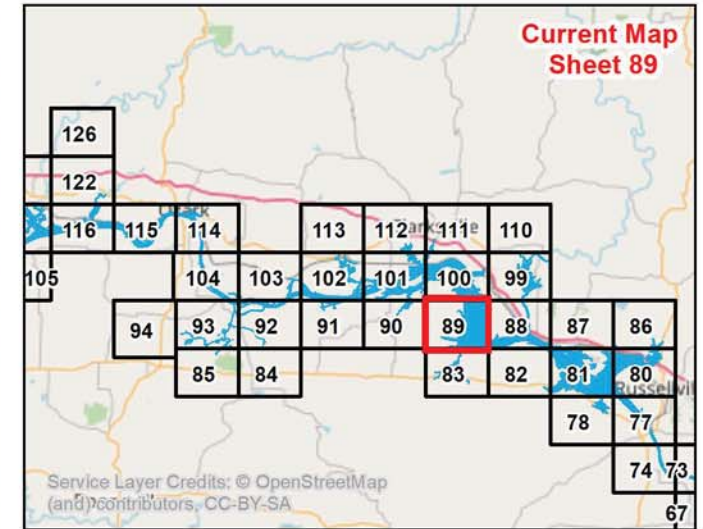 Current Map
Sheet 89
126
122
116 115 114 113 112 111 110
105 104 103 102 101 100 99
94 93 92 91 90 89 88 87 86
85 84 83 82 81 80
78 77
74 73
67
Service Layer Credits: © OpenStreetMap
(and) contributors, CC-BY-SA